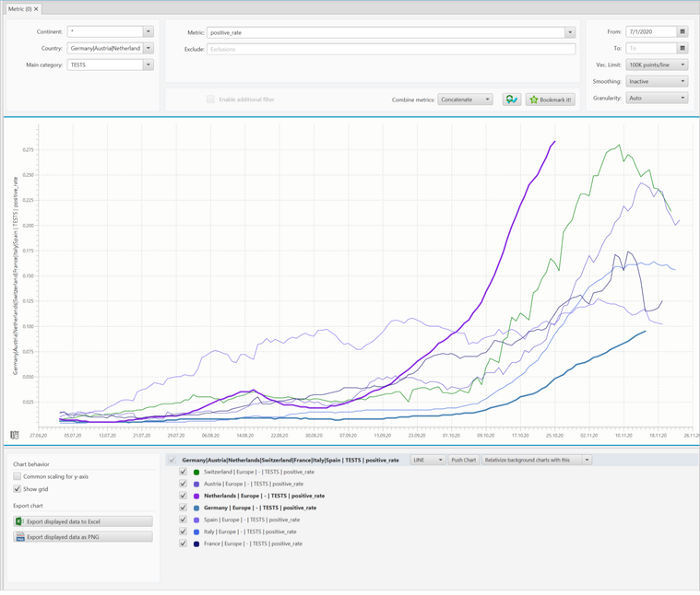 Metric (0) ×
Continent: *
Country: Germany|Austria|Netherland
Main category: TESTS
Metric: positive_rate
Exclude: Exclusions
From: 7/1/2020
To:
Vec. Limit: 100K points/line
Smoothing: Inactive
Granularity: Auto
Enable additional filter
Combine metrics: Concatenate
Bookmark it!
Germany|Austria|Netherlands|Switzerland|France|Italy|Spain | TESTS | positive_rate
0.275
0.250
0.225
0.200
0.175
0.150
0.125
0.100
0.075
0.050
0.025
27.06.20 05.07.20 13.07.20 21.07.20 29.07.20 06.08.20 14.08.20 22.08.20 30.08.20 07.09.20 15.09.20 23.09.20 01.10.20 09.10.20 17.10.20 25.10.20 02.11.20 10.11.20 18.11.20 26.11.20
Chart behavior
Common scaling for y-axis
Show grid
Export chart
Export displayed data to Excel
Export displayed data as PNG
Germany|Austria|Netherlands|Switzerland|France|Italy|Spain | TESTS | positive_rate LINE Push Chart Relativize background charts with this
Switzerland | Europe | - | TESTS | positive_rate
Austria | Europe | - | TESTS | positive_rate
Netherlands | Europe | - | TESTS | positive_rate
Germany | Europe | - | TESTS | positive_rate
Spain | Europe | - | TESTS | positive_rate
Italy | Europe | - | TESTS | positive_rate
France | Europe | - | TESTS | positive_rate